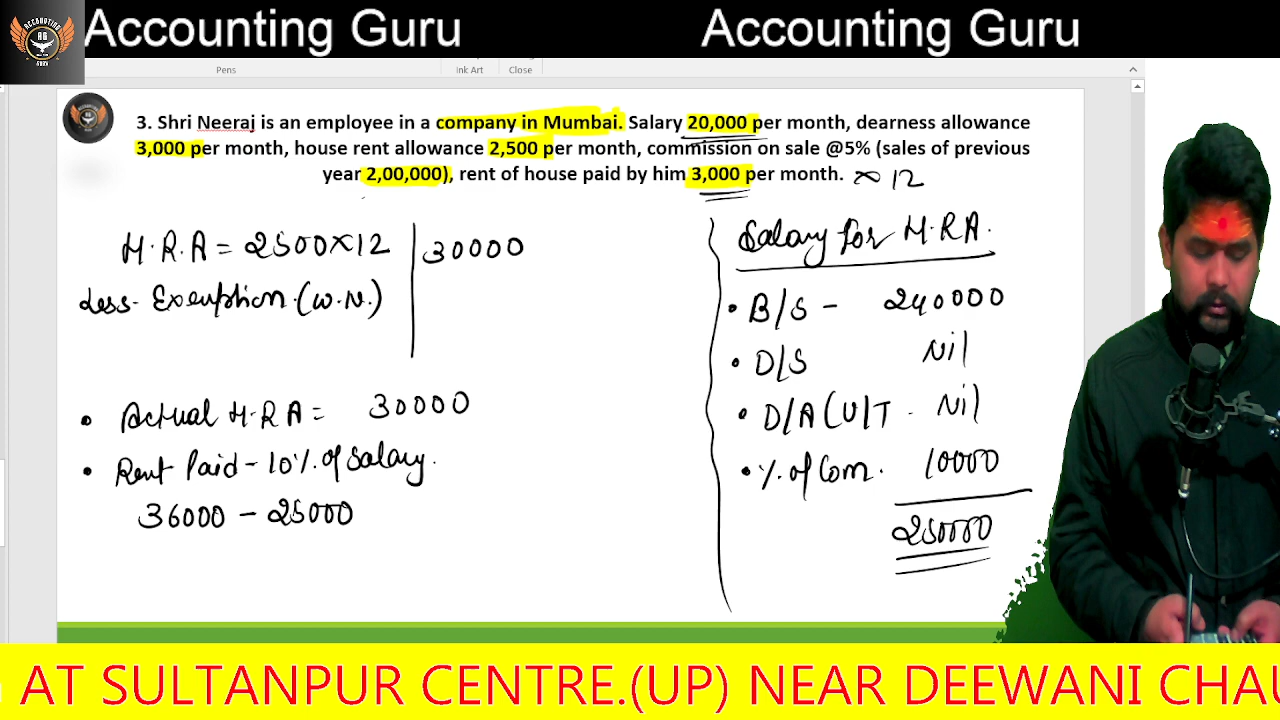 Accounting Guru
Accounting Guru
ACCOUNTING
AG
GURU
Pens
Ink Art
Close
3. Shri Neeraj is an employee in a company in Mumbai. Salary 20,000 per month, dearness allowance
3,000 per month, house rent allowance 2,500 per month, commission on sale @5% (sales of previous
year 2,00,000), rent of house paid by him 3,000 per month. × 12
H.R.A = 2500×12 | 30000
Less- Exemption (W.N.)
• Actual H.R.A = 30000
• Rent Paid - 10% of Salary.
36000 - 25000
Salary for H.R.A.
• B/S - 240000
• D/S Nil
• D/A (U/T - Nil
• % of Com. 10000
250000
AT SULTANPUR CENTRE.(UP) NEAR DEEWANI CHAU